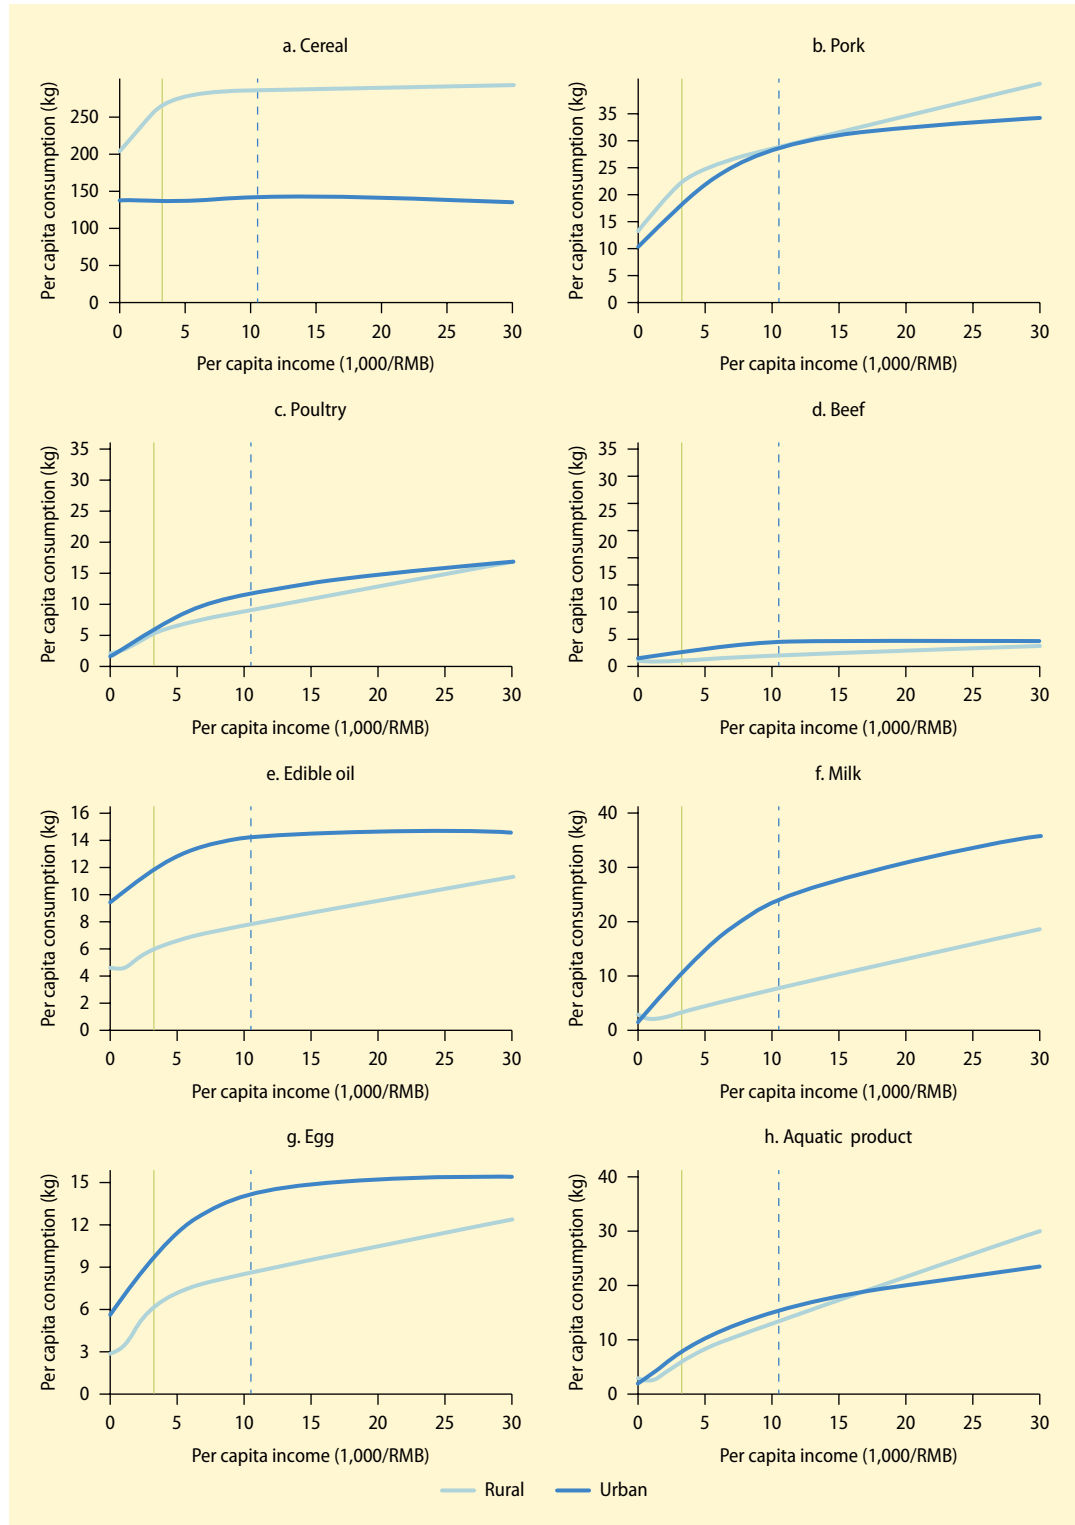 a. Cereal
Per capita consumption (kg)
250
200
150
100
50
0
0 5 10 15 20 25 30
Per capita income (1,000/RMB)
b. Pork
Per capita consumption (kg)
35
30
25
20
15
10
5
0
0 5 10 15 20 25 30
Per capita income (1,000/RMB)
c. Poultry
Per capita consumption (kg)
35
30
25
20
15
10
5
0
0 5 10 15 20 25 30
Per capita income (1,000/RMB)
d. Beef
Per capita consumption (kg)
35
30
25
20
15
10
5
0
0 5 10 15 20 25 30
Per capita income (1,000/RMB)
e. Edible oil
Per capita consumption (kg)
16
14
12
10
8
6
4
2
0
0 5 10 15 20 25 30
Per capita income (1,000/RMB)
f. Milk
Per capita consumption (kg)
40
30
20
10
0
0 5 10 15 20 25 30
Per capita income (1,000/RMB)
g. Egg
Per capita consumption (kg)
15
12
9
6
3
0
0 5 10 15 20 25 30
Per capita income (1,000/RMB)
h. Aquatic product
Per capita consumption (kg)
40
30
20
10
0
0 5 10 15 20 25 30
Per capita income (1,000/RMB)
Rural Urban